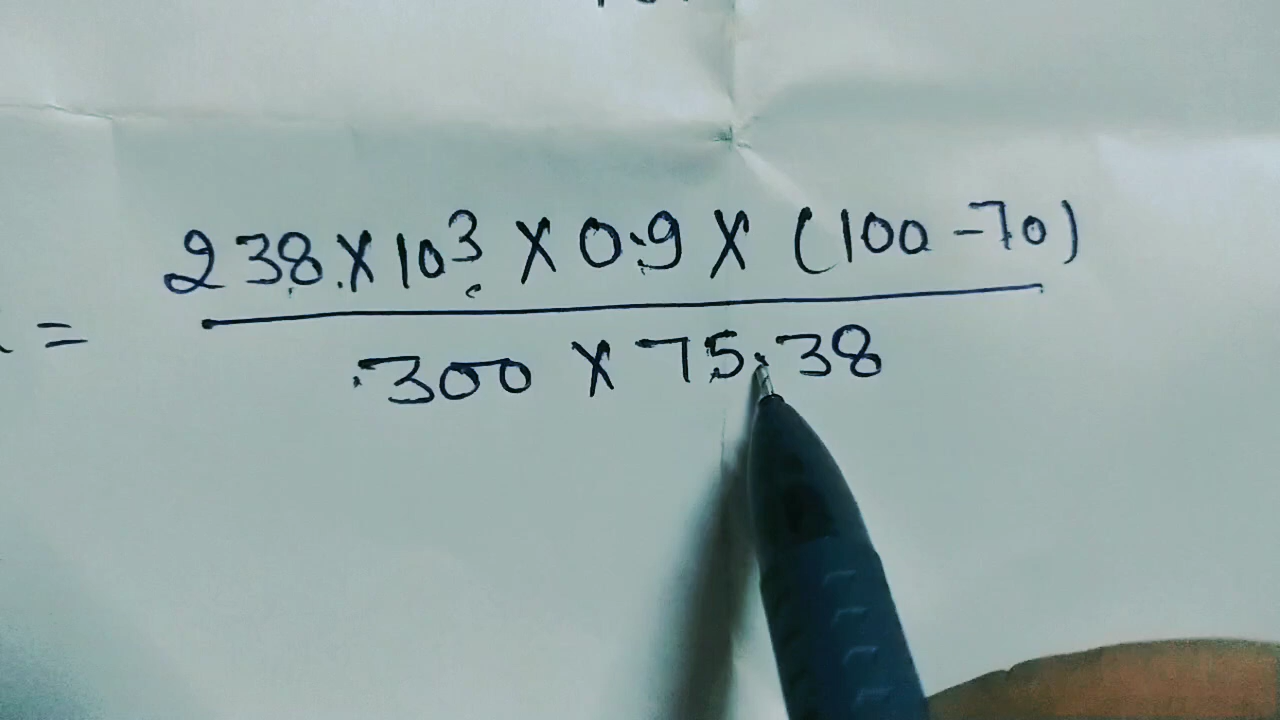 = 238 X 10³ X 0.9 X (100 - 70)
300 X 75.38